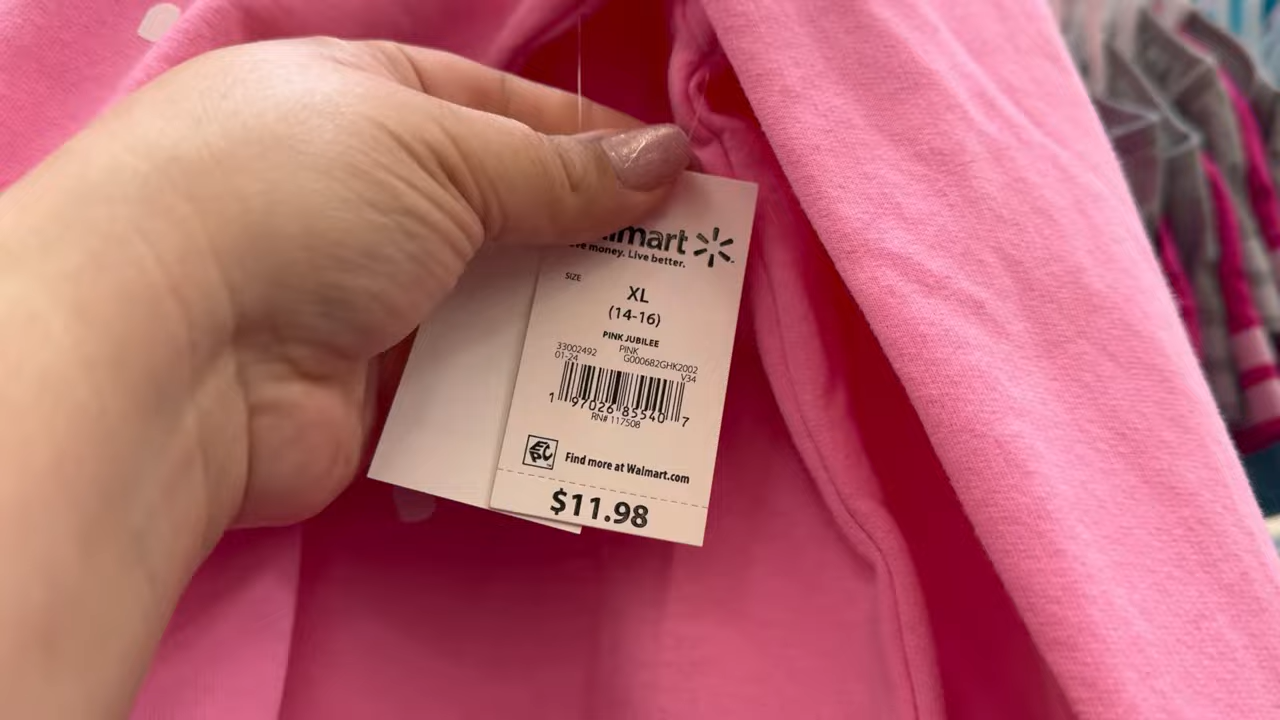 lmart
ve money. Live better.
SIZE
XL
(14-16)
PINK JUBILEE
PINK
33002492 G000682GHK2002
01-24 V34
1 97026 85540 7
RN# 117508
EPC
Find more at Walmart.com
$11.98